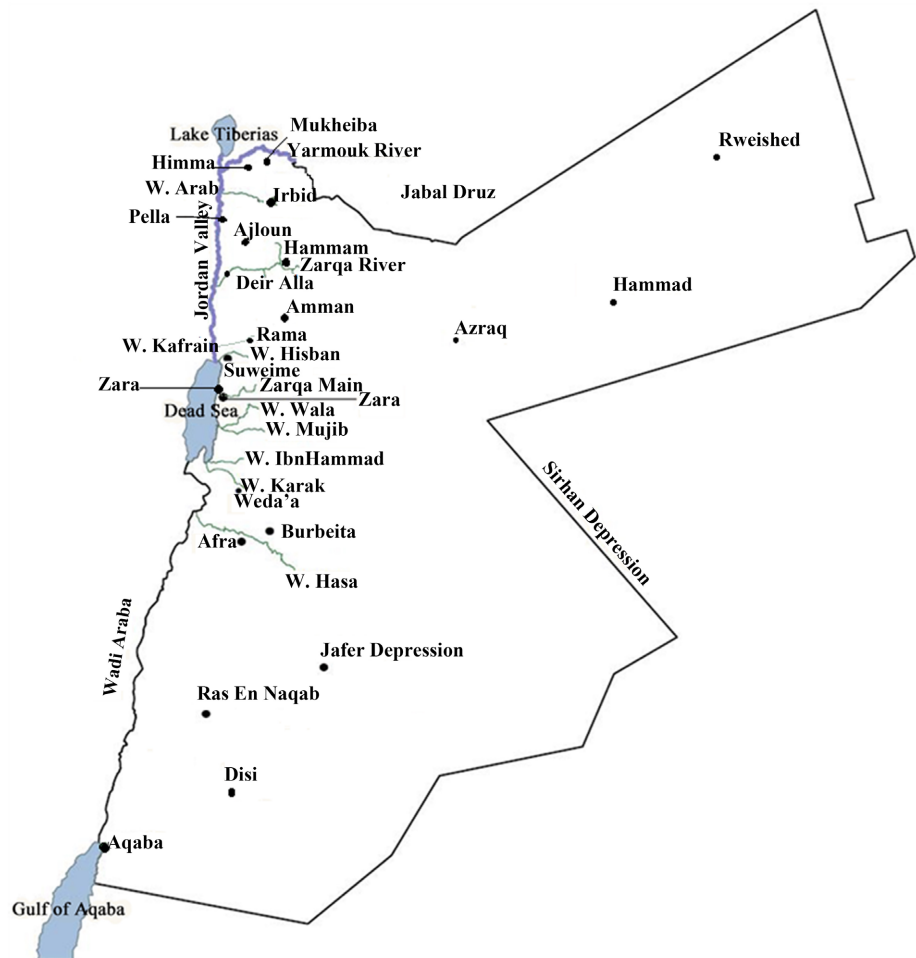 Mukheiba
Lake Tiberias
Rweished
Yarmouk River
Himma
W. Arab
Irbid
Jabal Druz
Pella
Jordan Valley
Ajloun
Hammam
Zarqa River
Deir Alla
Hammad
Amman
Azraq
Rama
W. Kafrain
W. Hisban
Suweime
Zara
Zarqa Main
Zara
Dead Sea
W. Wala
W. Mujib
W. IbnHammad
Sirhan Depression
W. Karak
Weda'a
Burbeita
Afra
W. Hasa
Wadi Araba
Jafer Depression
Ras En Naqab
Disi
Aqaba
Gulf of Aqaba